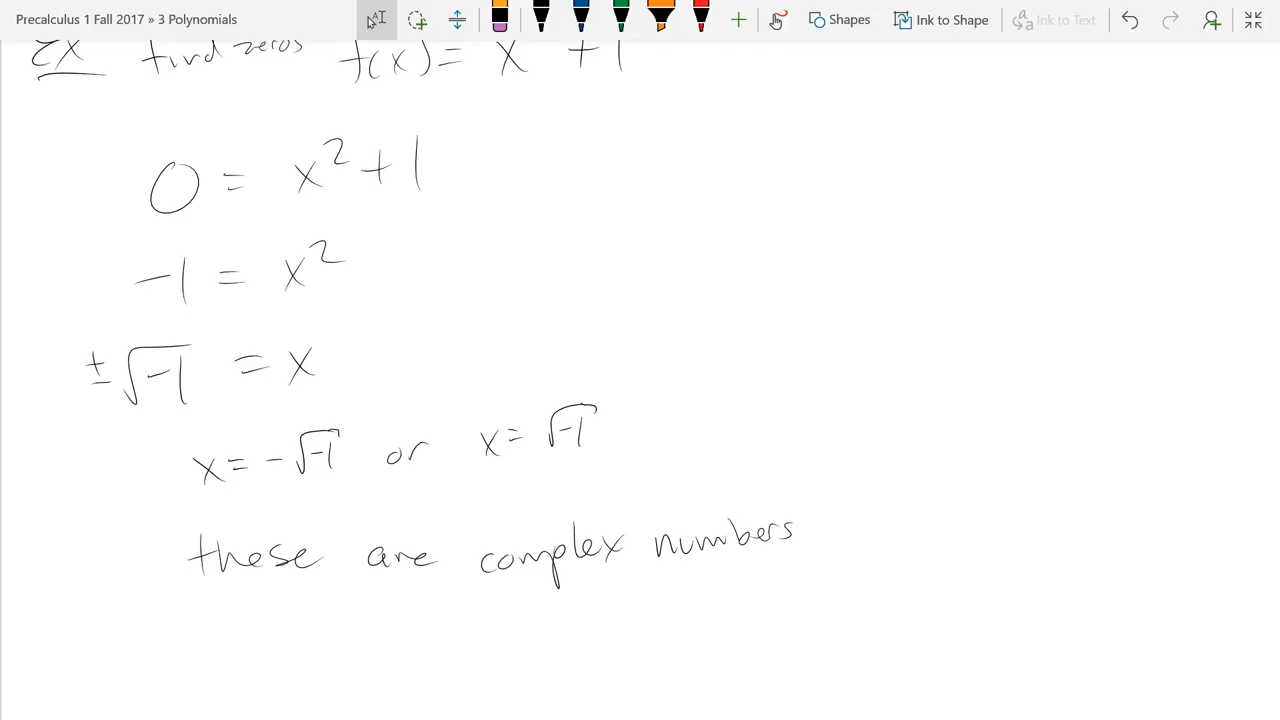 Precalculus 1 Fall 2017 » 3 Polynomials Shapes Ink to Shape Ink to Text
Ex find zeros f(x) = x + 1
0 = x² + 1
-1 = x²
±√-1 = x
x = -√-1 or x = √-1
these are complex numbers